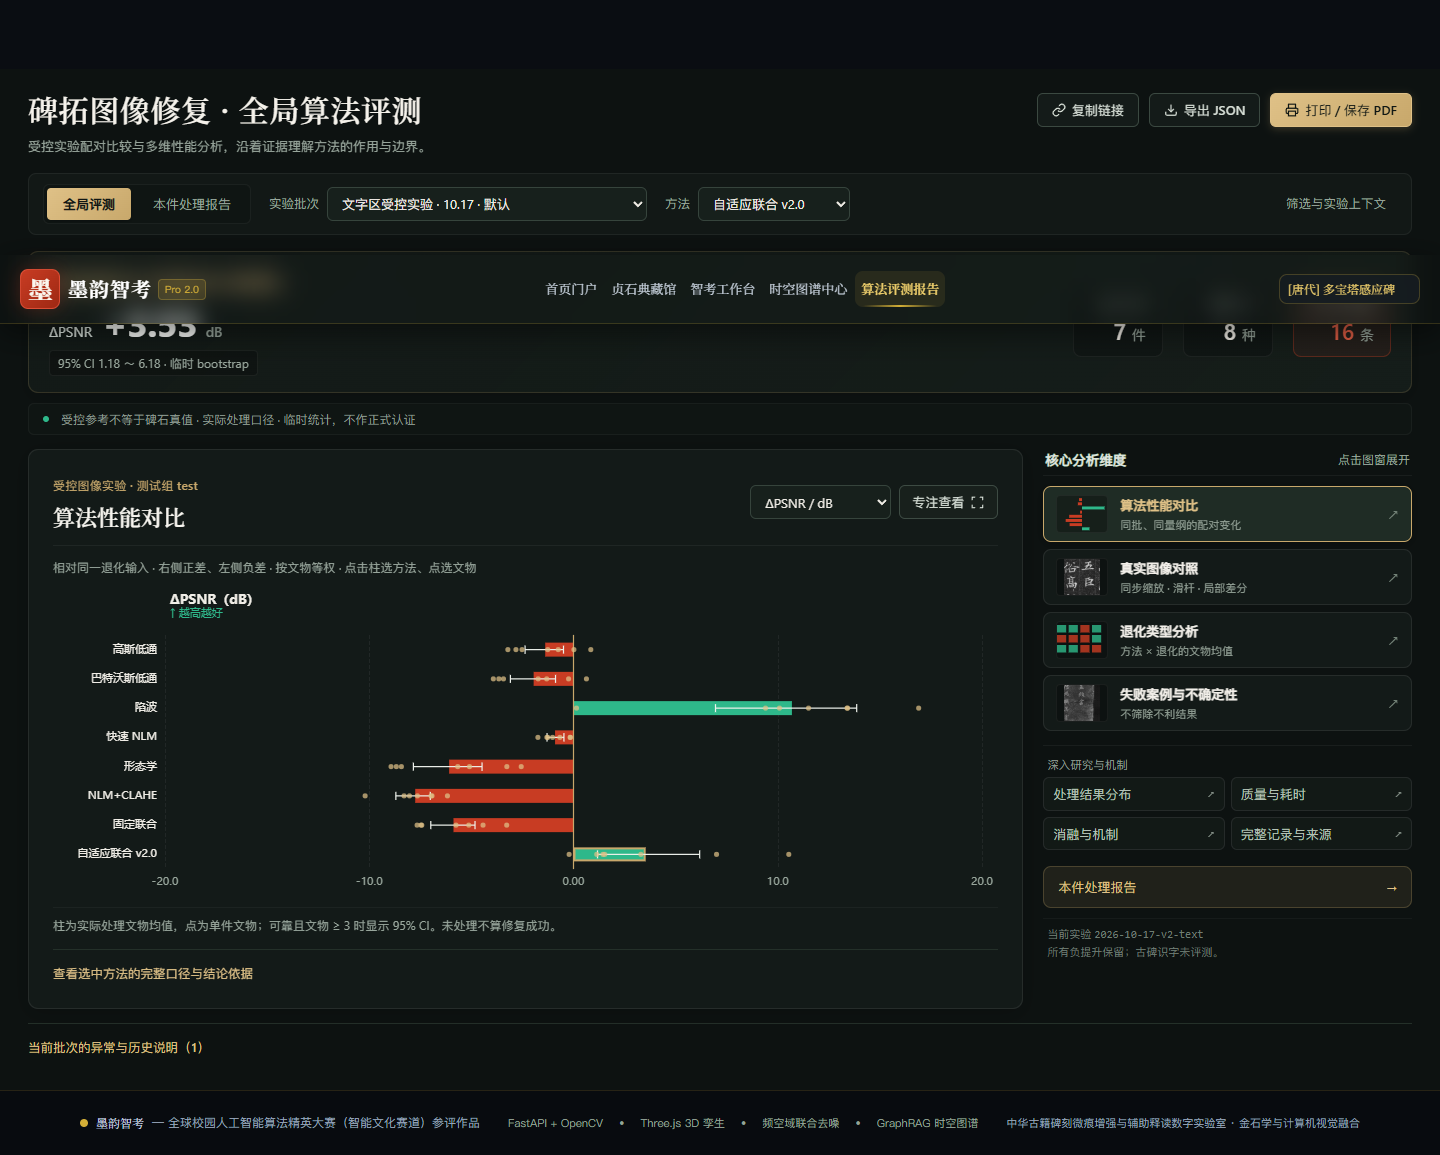 碑拓图像修复 · 全局算法评测
受控实验配对比较与多维性能分析，沿着证据理解方法的作用与边界。
复制链接
导出 JSON
打印 / 保存 PDF
全局评测
本件处理报告
实验批次
文字区受控实验 · 10.17 · 默认
方法
自适应联合 v2.0
筛选与实验上下文
墨
墨韵智考
Pro 2.0
首页门户
贞石典藏馆
智考工作台
时空图谱中心
算法评测报告
[唐代] 多宝塔感应碑
ΔPSNR +3.53 dB
7 件
8 种
16 条
95% CI 1.18 ～ 6.18 · 临时 bootstrap
受控参考不等于碑石真值 · 实际处理口径 · 临时统计，不作正式认证
受控图像实验 · 测试组 test
算法性能对比
ΔPSNR / dB
专注查看
相对同一退化输入 · 右侧正差、左侧负差 · 按文物等权 · 点击柱选方法、点选文物
ΔPSNR（dB）
↑ 越高越好
高斯低通
巴特沃斯低通
陷波
快速 NLM
形态学
NLM+CLAHE
固定联合
自适应联合 v2.0
-20.0
-10.0
0.00
10.0
20.0
柱为实际处理文物均值，点为单件文物；可靠且文物 ≥ 3 时显示 95% CI。未处理不算修复成功。
查看选中方法的完整口径与结论依据
核心分析维度
点击图窗展开
算法性能对比
同批、同量纲的配对变化
↗
真实图像对照
同步缩放 · 滑杆 · 局部差分
↗
退化类型分析
方法 × 退化的文物均值
↗
失败案例与不确定性
不筛除不利结果
↗
深入研究与机制
处理结果分布 ↗
质量与耗时 ↗
消融与机制 ↗
完整记录与来源 ↗
本件处理报告 →
当前实验 2026-10-17-v2-text
所有负提升保留；古碑识字未评测。
当前批次的异常与历史说明（1）
墨韵智考 — 全球校园人工智能算法精英大赛（智能文化赛道）参评作品
FastAPI + OpenCV • Three.js 3D 孪生 • 频空域联合去噪 • GraphRAG 时空图谱
中华古籍碑刻微痕增强与辅助释读数字实验室 · 金石学与计算机视觉融合